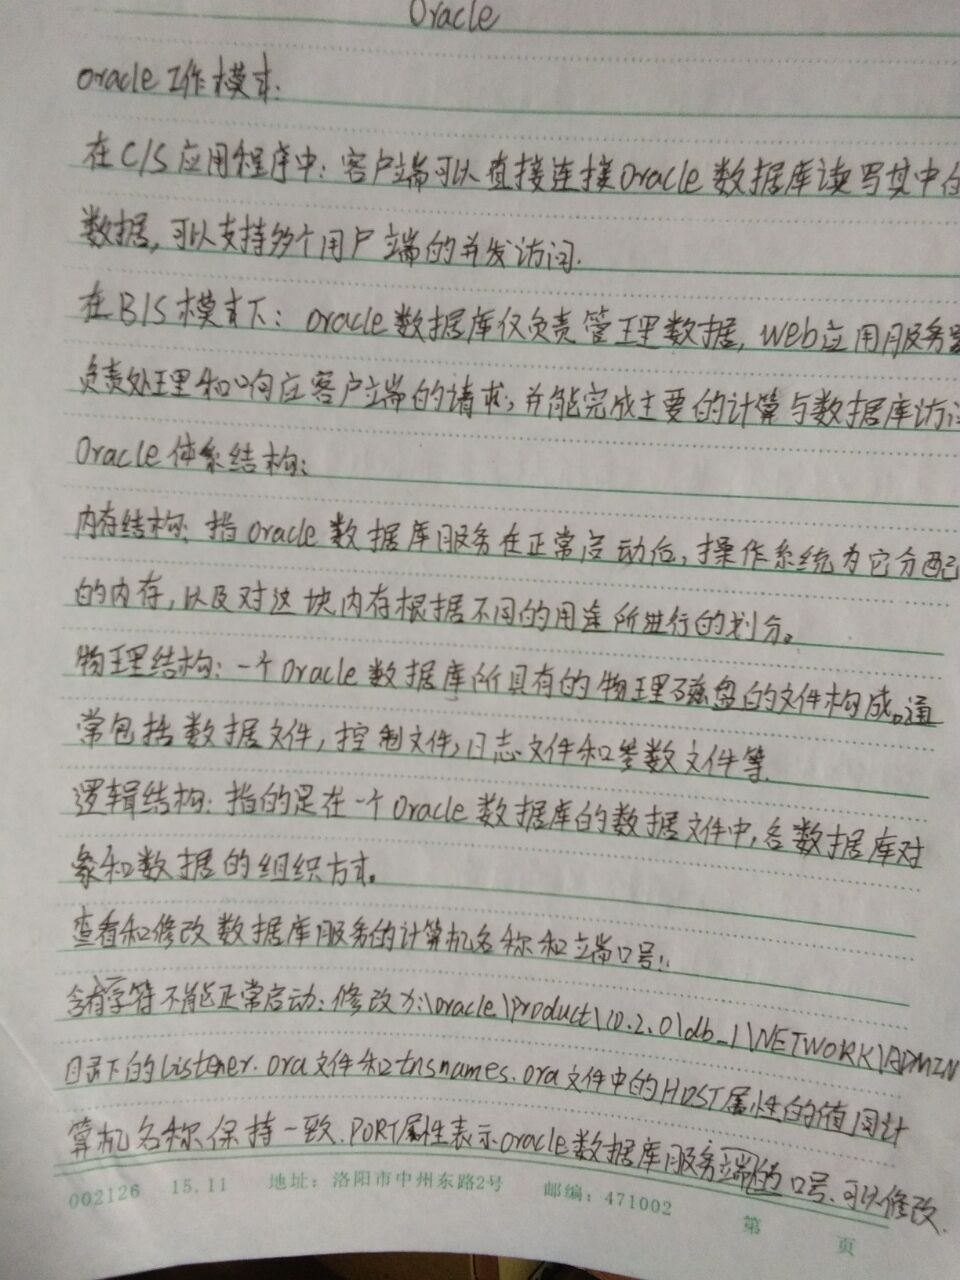 Oracle
oracle工作模式:
在C/S应用程序中: 客户端可以直接连接Oracle数据库读写其中的
数据, 可以支持多个用户端的并发访问.
在B/S模式下: Oracle数据库仅负责管理数据, Web应用服务器
负责处理和响应客户端的请求, 并能完成主要的计算与数据库访
Oracle体系结构:
内存结构: 指Oracle数据库服务在正常启动后, 操作系统为它分配
的内存, 以及对这块内存根据不同的用途所进行的划分。
物理结构: 一个Oracle数据库所具有的物理磁盘的文件构成。通
常包括数据文件, 控制文件, 日志文件和参数文件等.
逻辑结构: 指的是在一个Oracle数据库的数据文件中, 各数据库对
象和数据的组织方式。
查看和修改数据库服务的计算机名称和端口号:
含有字符不能正常启动: 修改 :\oracle\product\10.2.0\db_1\NETWORK\ADMIN
目录下的listener.ora文件和tnsnames.ora文件中的HOST属性的值同计
算机名称保持一致. PORT属性表示oracle数据库服务端口号. 可以修改.
002126 15.11 地址: 洛阳市中州东路2号 邮编: 471002 第 页